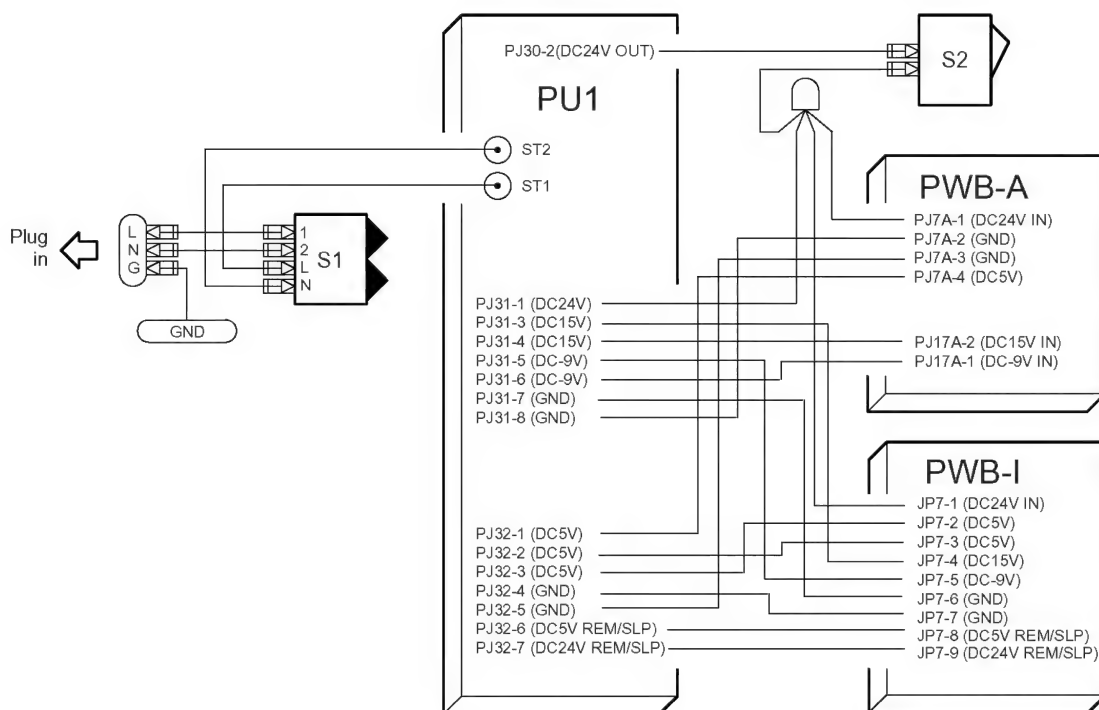 PJ30-2(DC24V OUT)
S2
PU1
ST2
ST1
PWB-A
PJ7A-1 (DC24V IN)
PJ7A-2 (GND)
PJ7A-3 (GND)
PJ7A-4 (DC5V)
PJ17A-2 (DC15V IN)
PJ17A-1 (DC-9V IN)
Plug
in
L
N
G
1
2
L
N
S1
GND
PJ31-1 (DC24V)
PJ31-3 (DC15V)
PJ31-4 (DC15V)
PJ31-5 (DC-9V)
PJ31-6 (DC-9V)
PJ31-7 (GND)
PJ31-8 (GND)
PJ32-1 (DC5V)
PJ32-2 (DC5V)
PJ32-3 (DC5V)
PJ32-4 (GND)
PJ32-5 (GND)
PJ32-6 (DC5V REM/SLP)
PJ32-7 (DC24V REM/SLP)
PWB-I
JP7-1 (DC24V IN)
JP7-2 (DC5V)
JP7-3 (DC5V)
JP7-4 (DC15V)
JP7-5 (DC-9V)
JP7-6 (GND)
JP7-7 (GND)
JP7-8 (DC5V REM/SLP)
JP7-9 (DC24V REM/SLP)